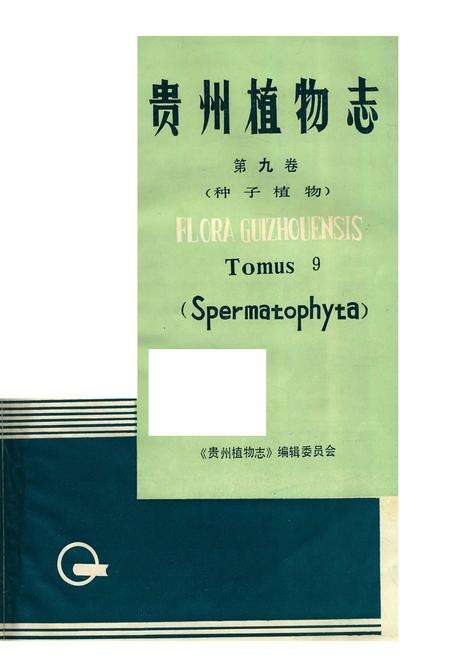 贵州植物志
第九卷
（种子植物）
FLORA GUIZHOUENSIS
Tomus 9
(Spermatophyta)
《贵州植物志》编辑委员会